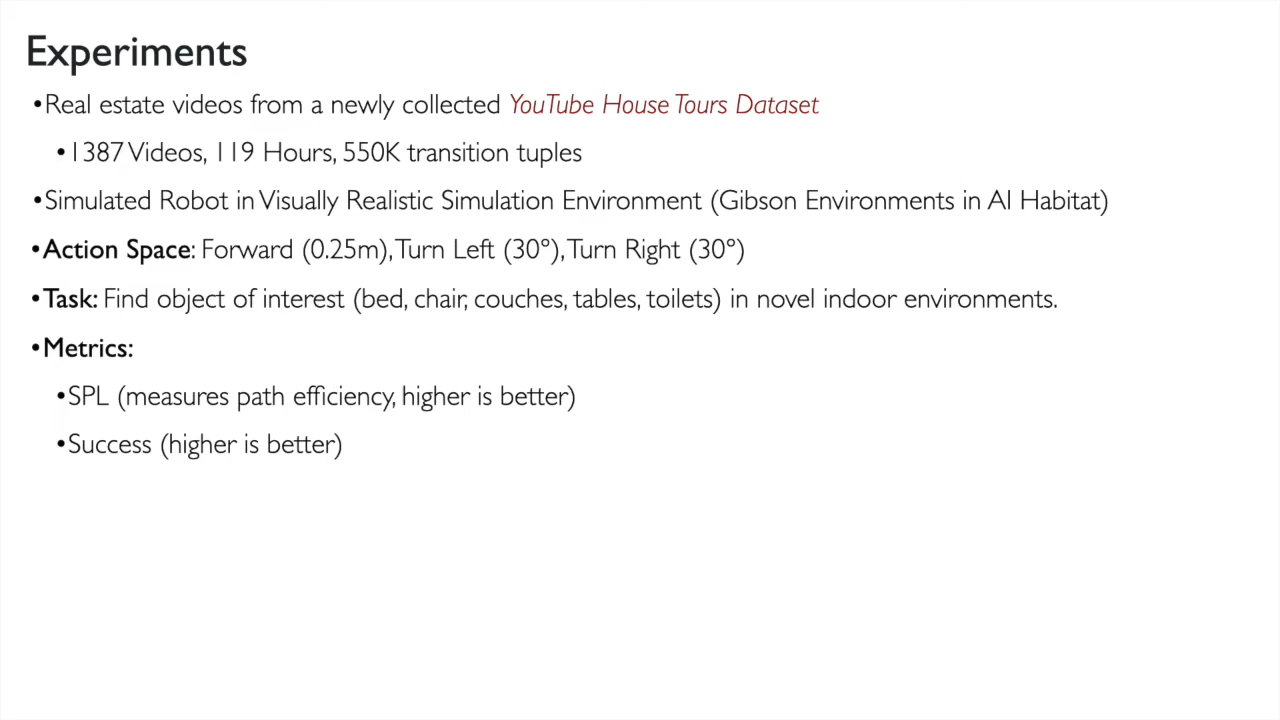 Experiments
•Real estate videos from a newly collected YouTube House Tours Dataset
•1387 Videos, 119 Hours, 550K transition tuples
•Simulated Robot in Visually Realistic Simulation Environment (Gibson Environments in AI Habitat)
•Action Space: Forward (0.25m), Turn Left (30°), Turn Right (30°)
•Task: Find object of interest (bed, chair, couches, tables, toilets) in novel indoor environments.
•Metrics:
•SPL (measures path efficiency, higher is better)
•Success (higher is better)